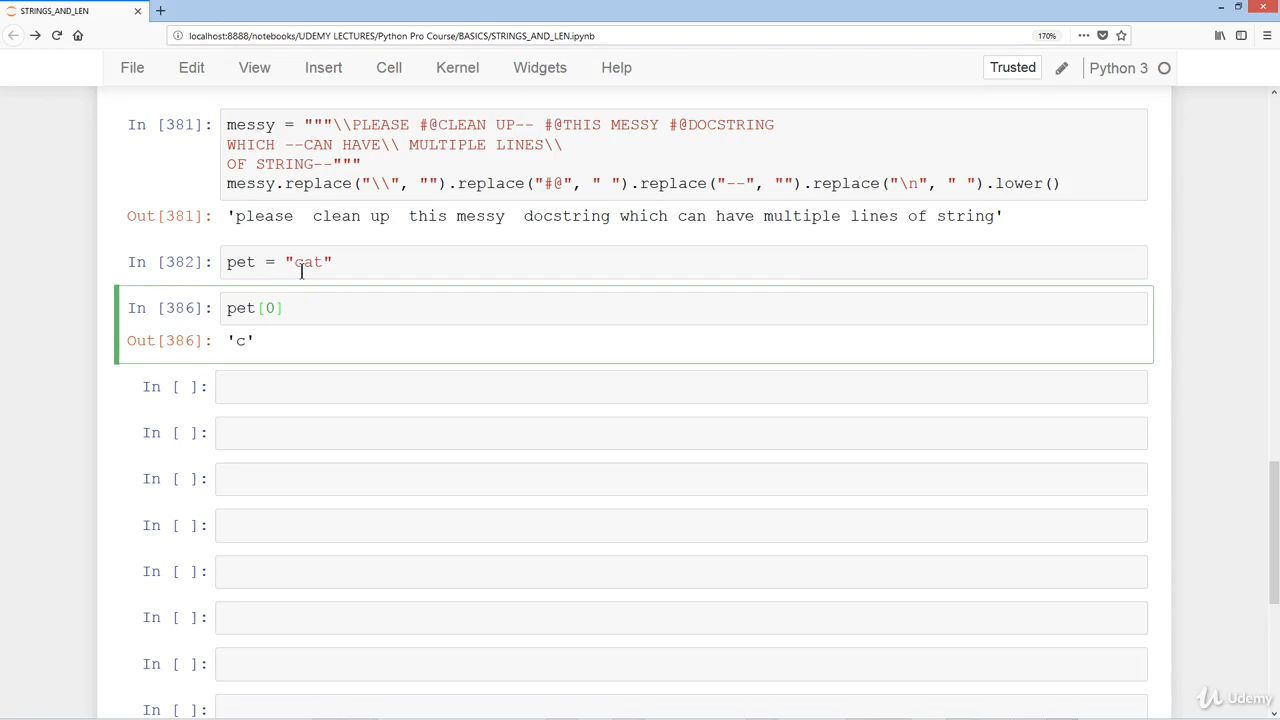 STRINGS_AND_LEN
localhost:8888/notebooks/UDEMY LECTURES/Python Pro Course/BASICS/STRINGS_AND_LEN.ipynb
170%
File Edit View Insert Cell Kernel Widgets Help
Trusted
Python 3
In [381]: messy = """\\PLEASE #@CLEAN UP-- #@THIS MESSY #@DOCSTRING
WHICH --CAN HAVE\\ MULTIPLE LINES\\
OF STRING--"""
messy.replace("\\", "").replace("#@", " ").replace("--", "").replace("\n", " ").lower()
Out[381]: 'please  clean up  this messy  docstring which can have multiple lines of string'
In [382]: pet = "cat"
In [386]: pet[0]
Out[386]: 'c'
In [ ]:
In [ ]:
In [ ]:
In [ ]:
In [ ]:
In [ ]:
In [ ]:
In [ ]:
Udemy